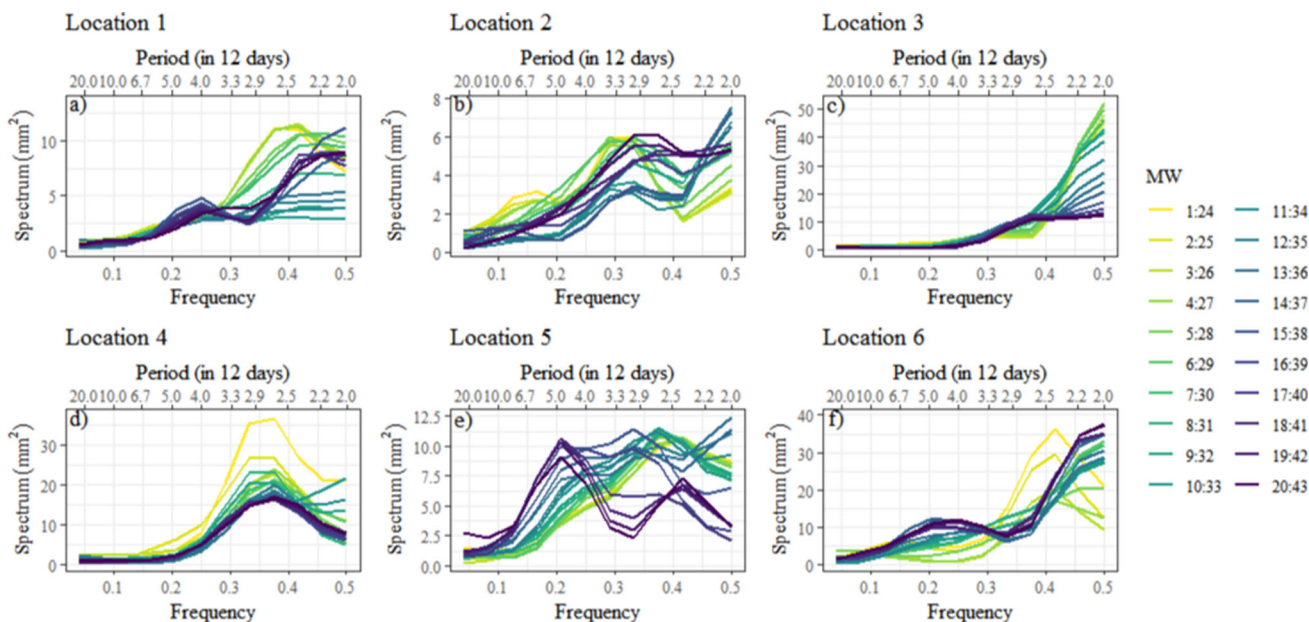 Location 1
Period (in 12 days)
20.0 10.0 6.7 5.0 4.0 3.3 2.9 2.5 2.2 2.0
a)
Spectrum (mm²)
10
5
0
0.1 0.2 0.3 0.4 0.5
Frequency
Location 2
Period (in 12 days)
20.0 10.0 6.7 5.0 4.0 3.3 2.9 2.5 2.2 2.0
b)
Spectrum (mm²)
8
6
4
2
0
0.1 0.2 0.3 0.4 0.5
Frequency
Location 3
Period (in 12 days)
20.0 10.0 6.7 5.0 4.0 3.3 2.9 2.5 2.2 2.0
c)
Spectrum (mm²)
50
40
30
20
10
0
0.1 0.2 0.3 0.4 0.5
Frequency
Location 4
Period (in 12 days)
20.0 10.0 6.7 5.0 4.0 3.3 2.9 2.5 2.2 2.0
d)
Spectrum (mm²)
30
20
10
0
0.1 0.2 0.3 0.4 0.5
Frequency
Location 5
Period (in 12 days)
20.0 10.0 6.7 5.0 4.0 3.3 2.9 2.5 2.2 2.0
e)
Spectrum (mm²)
12.5
10.0
7.5
5.0
2.5
0.0
0.1 0.2 0.3 0.4 0.5
Frequency
Location 6
Period (in 12 days)
20.0 10.0 6.7 5.0 4.0 3.3 2.9 2.5 2.2 2.0
f)
Spectrum (mm²)
40
30
20
10
0
0.1 0.2 0.3 0.4 0.5
Frequency
MW
1:24 11:34
2:25 12:35
3:26 13:36
4:27 14:37
5:28 15:38
6:29 16:39
7:30 17:40
8:31 18:41
9:32 19:42
10:33 20:43